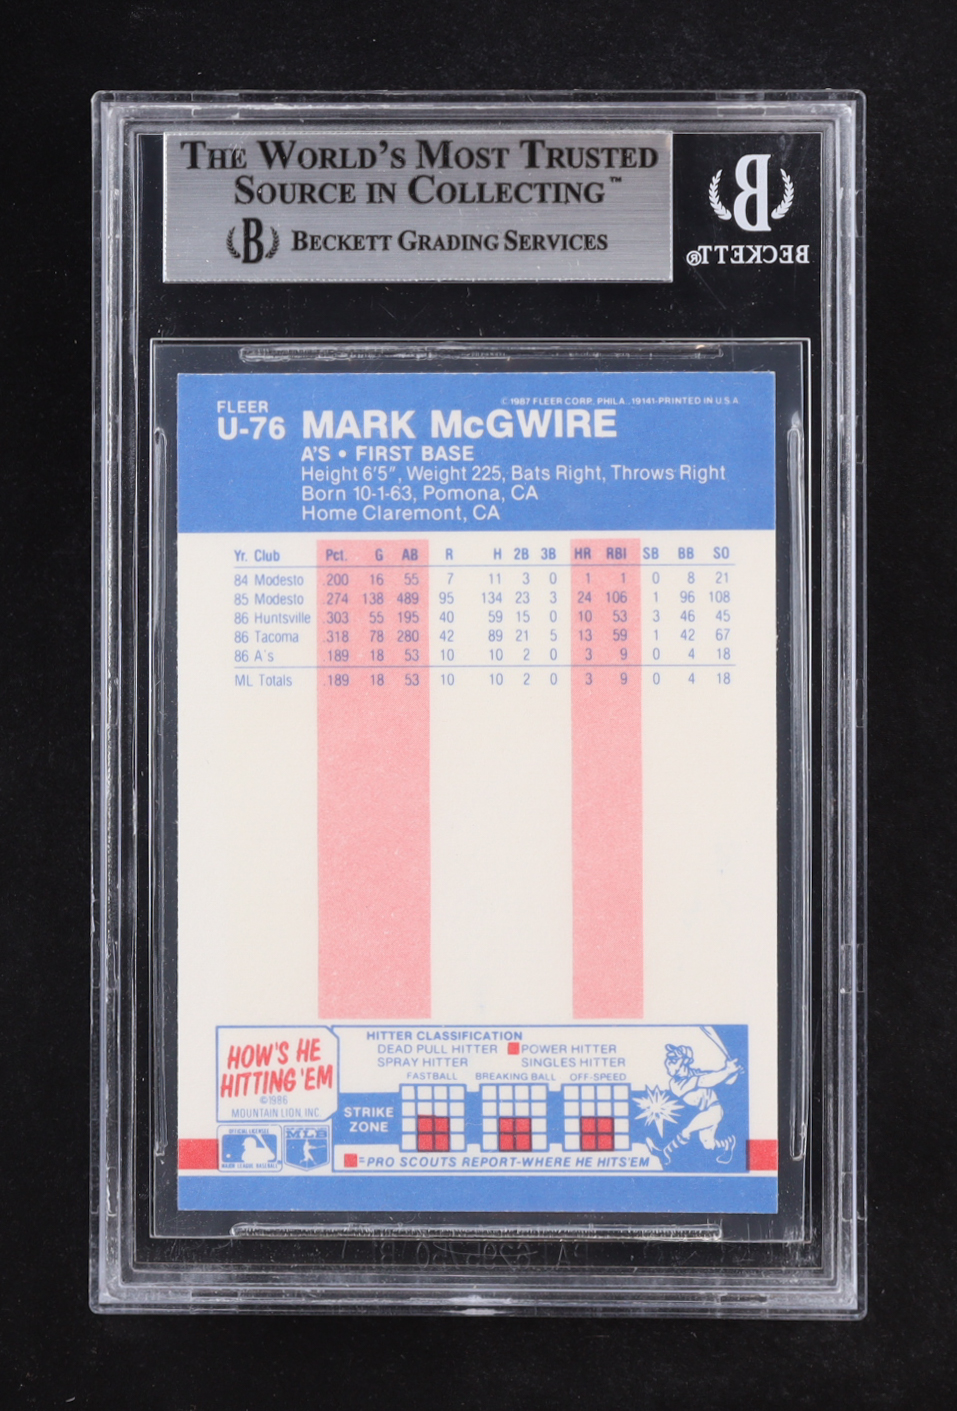 THE WORLD'S MOST TRUSTED
SOURCE IN COLLECTING™
B BECKETT GRADING SERVICES
B
BECKETT®
©1987 FLEER CORP., PHILA., 19141-PRINTED IN U.S.A.
FLEER
U-76 MARK McGWIRE
A'S • FIRST BASE
Height 6'5", Weight 225, Bats Right, Throws Right
Born 10-1-63, Pomona, CA
Home Claremont, CA
Yr. Club Pct. G AB R H 2B 3B HR RBI SB BB SO
84 Modesto .200 16 55 7 11 3 0 1 1 0 8 21
85 Modesto .274 138 489 95 134 23 3 24 106 1 96 108
86 Huntsville .303 55 195 40 59 15 0 10 53 3 46 45
86 Tacoma .318 78 280 42 89 21 5 13 59 1 42 67
86 A's .189 18 53 10 10 2 0 3 9 0 4 18
ML Totals .189 18 53 10 10 2 0 3 9 0 4 18
HOW'S HE
HITTING 'EM
©1986
MOUNTAIN LION, INC.
HITTER CLASSIFICATION
DEAD PULL HITTER POWER HITTER
SPRAY HITTER SINGLES HITTER
FASTBALL BREAKING BALL OFF-SPEED
STRIKE
ZONE
=PRO SCOUTS REPORT-WHERE HE HITS'EM
OFFICIAL LICENSEE
MAJOR LEAGUE BASEBALL
MLB